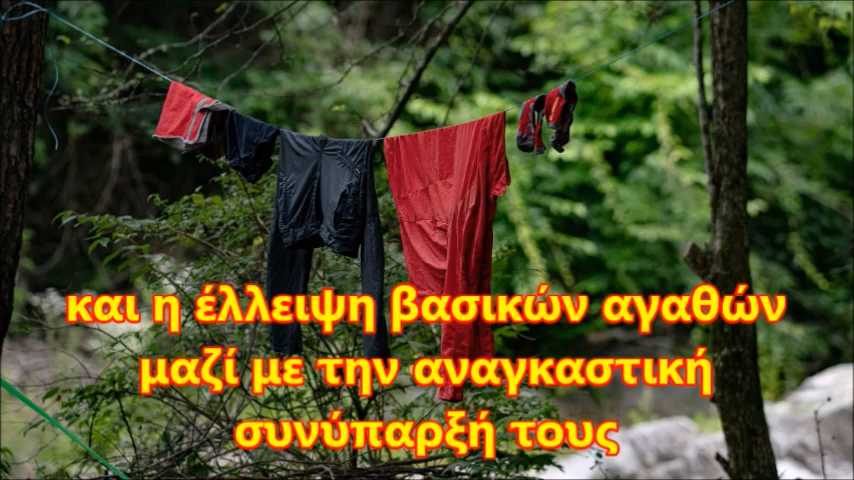 και η έλλειψη βασικών αγαθών
μαζί με την αναγκαστική
συνύπαρξή τους